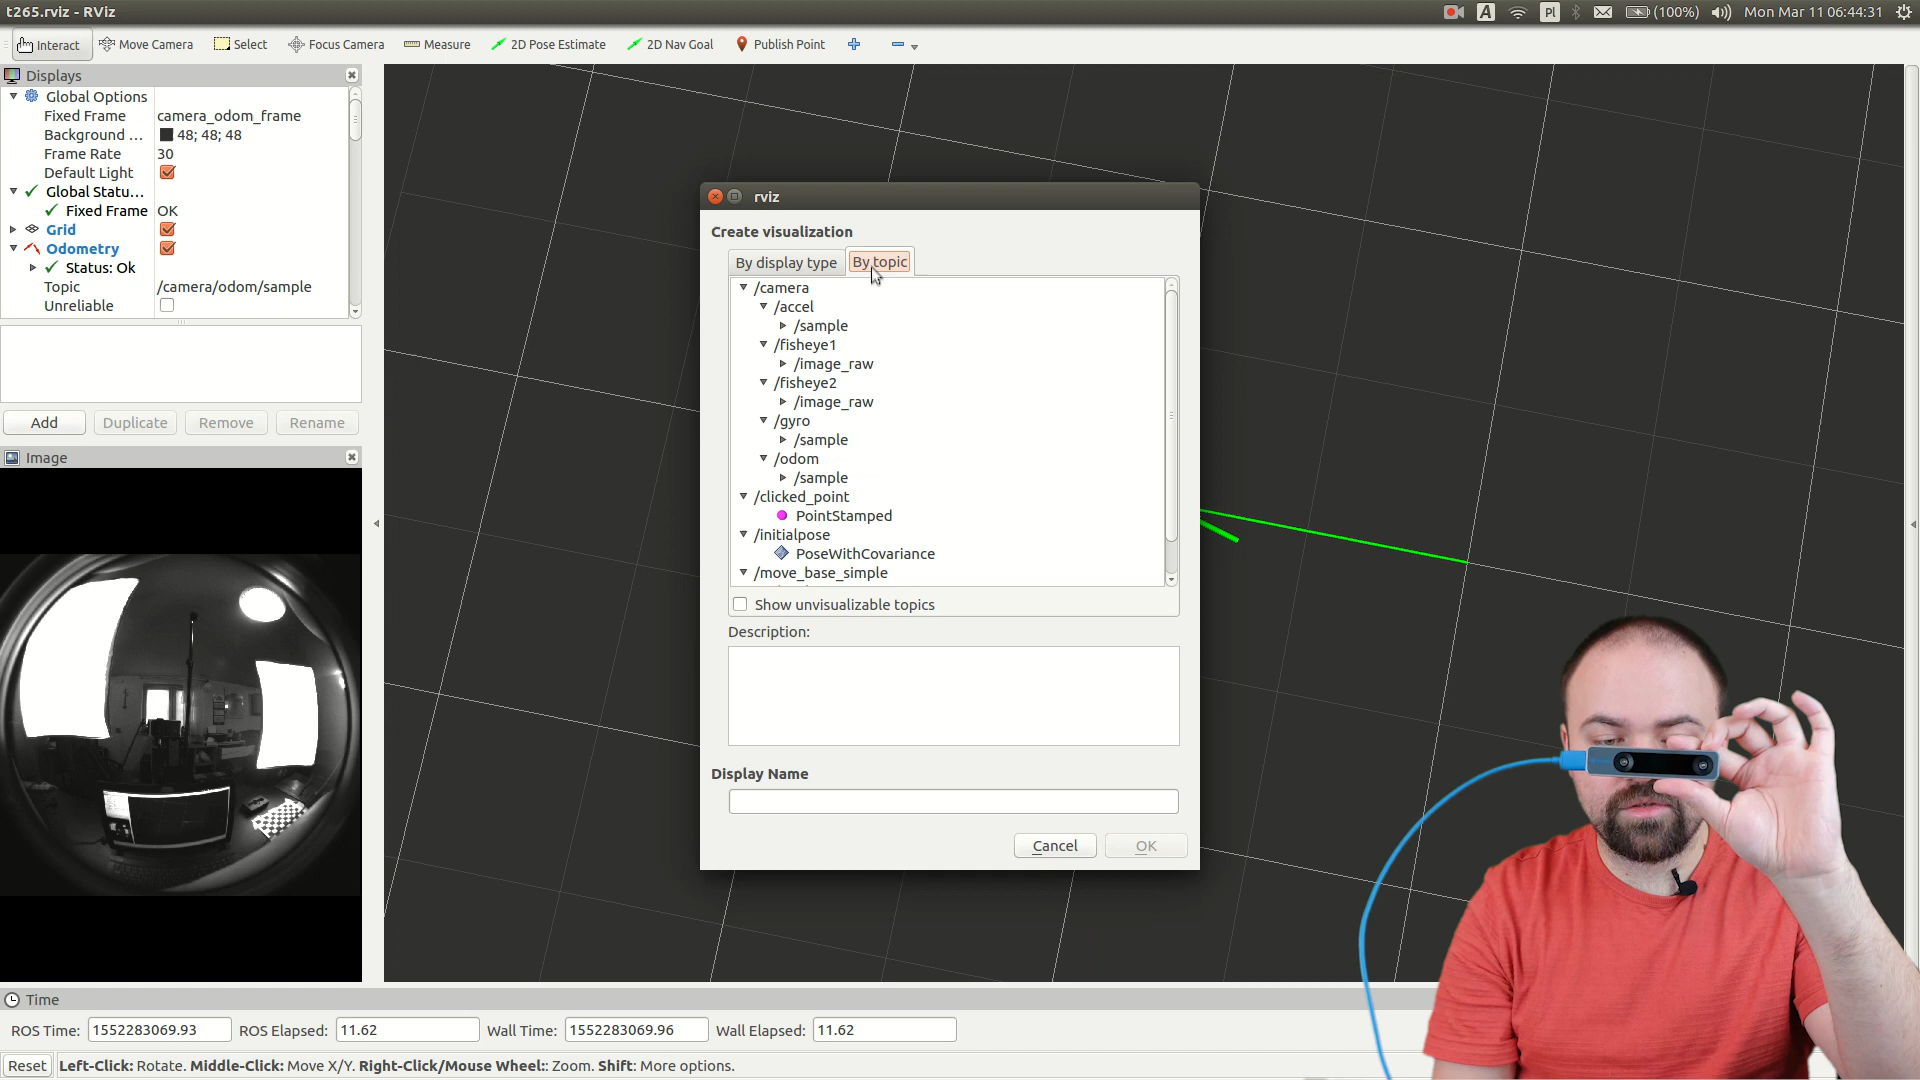 t265.rviz - RViz
Pl
(100%)
Mon Mar 11 06:44:31
Interact
Move Camera
Select
Focus Camera
Measure
2D Pose Estimate
2D Nav Goal
Publish Point
Displays
Global Options
Fixed Frame camera_odom_frame
Background ... 48; 48; 48
Frame Rate 30
Default Light
Global Statu...
Fixed Frame OK
Grid
Odometry
Status: Ok
Topic /camera/odom/sample
Unreliable
Add
Duplicate
Remove
Rename
Image
rviz
Create visualization
By display type
By topic
/camera
/accel
/sample
/fisheye1
/image_raw
/fisheye2
/image_raw
/gyro
/sample
/odom
/sample
/clicked_point
PointStamped
/initialpose
PoseWithCovariance
/move_base_simple
Show unvisualizable topics
Description:
Display Name
Cancel
OK
Time
ROS Time: 1552283069.93 ROS Elapsed: 11.62 Wall Time: 1552283069.96 Wall Elapsed: 11.62
Reset
Left-Click: Rotate. Middle-Click: Move X/Y. Right-Click/Mouse Wheel:: Zoom. Shift: More options.